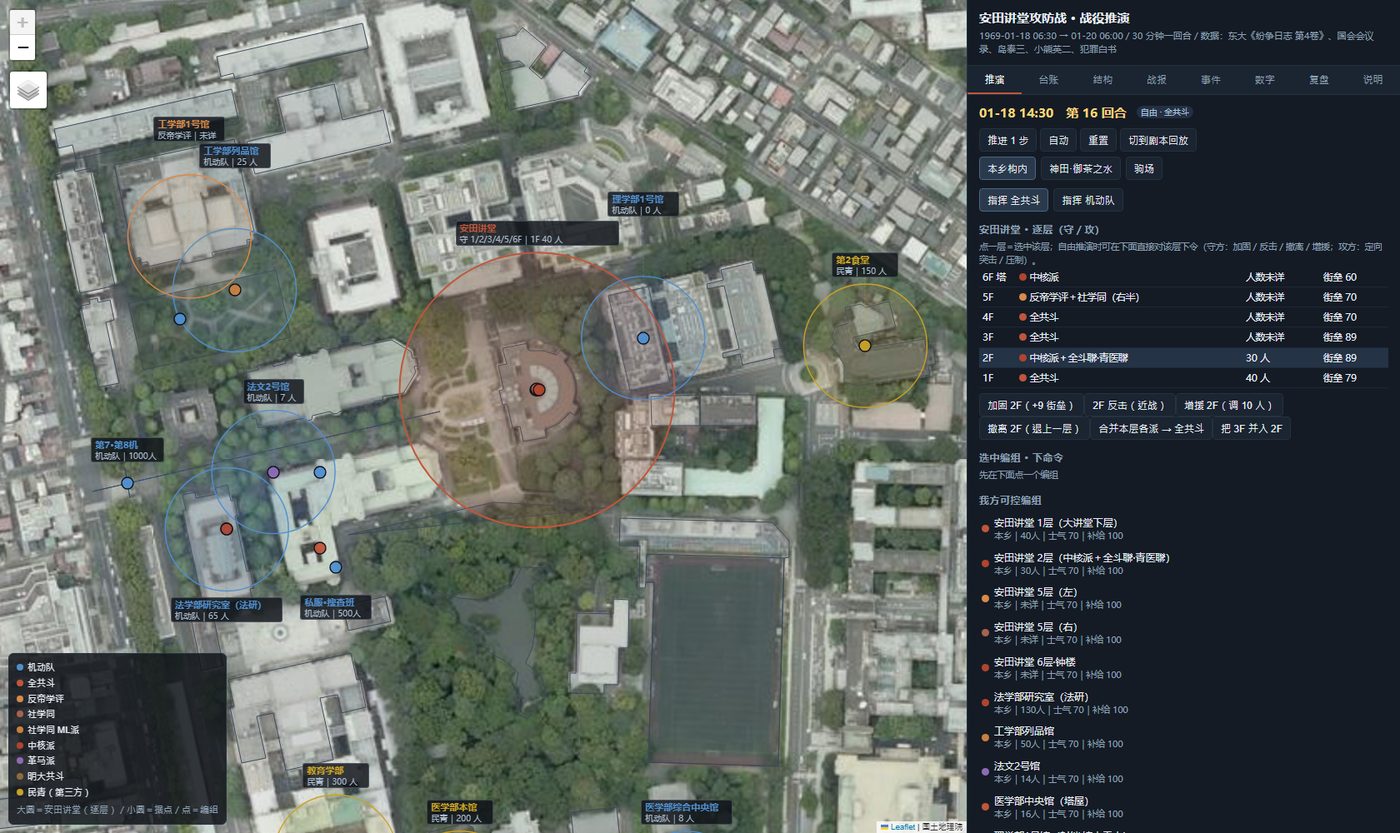 +
−
工学部1号馆
反帝学评 | 未详
工学部列品馆
机动队 | 25 人
理学部1号馆
机动队 | 0 人
安田讲堂
守 1/2/3/4/5/6F | 1F 40 人
第2食堂
民青 | 150 人
法文2号馆
机动队 | 7 人
第7·第8机
机动队 | 1000人
法学部研究室（法研）
机动队 | 65 人
私服·搜查班
机动队 | 500人
教育学部
民青 | 300 人
医学部本馆
民青 | 200 人
医学部综合中央馆
机动队 | 8 人
机动队
全共斗
反帝学评
社学同
社学同 ML派
中核派
革马派
明大共斗
民青（第三方）
大圆＝安田讲堂（逐层）/ 小圆＝据点 / 点＝编组
Leaflet | 国土地理院
安田讲堂攻防战 · 战役推演
1969-01-18 06:30 → 01-20 06:00 / 30 分钟一回合 / 数据：东大《纷争日志 第4卷》、国会会议
录、岛泰三、小熊英二、犯罪白书
推演 台账 结构 战报 事件 数字 复盘 说明
01-18 14:30 第 16 回合 自由 · 全共斗
推进 1 步 自动 重置 切到剧本回放
本乡构内 神田·御茶之水 驹场
指挥 全共斗 指挥 机动队
安田讲堂 · 逐层（守 / 攻）
点一层＝选中该层；自由推演时可在下面直接对该层下令（守方：加固 / 反击 / 撤离 / 增援；攻方：定向
突击 / 压制）。
6F 塔 中核派 人数未详 街垒 60
5F 反帝学评＋社学同（右半） 人数未详 街垒 70
4F 全共斗 人数未详 街垒 70
3F 全共斗 人数未详 街垒 89
2F 中核派＋全斗联·青医联 30 人 街垒 89
1F 全共斗 40 人 街垒 79
加固 2F（+9 街垒） 2F 反击（近战） 增援 2F（调 10 人）
撤离 2F（退上一层） 合并本层各派 → 全共斗 把 3F 并入 2F
选中编组 · 下命令
先在下面点一个编组
我方可控编组
安田讲堂 1层（大讲堂下层）
本乡 | 40人 | 士气 70 | 补给 100
安田讲堂 2层（中核派＋全斗联·青医联）
本乡 | 30人 | 士气 70 | 补给 100
安田讲堂 5层（左）
本乡 | 未详 | 士气 70 | 补给 100
安田讲堂 5层（右）
本乡 | 未详 | 士气 70 | 补给 100
安田讲堂 6层·钟楼
本乡 | 未详 | 士气 70 | 补给 100
法学部研究室（法研）
本乡 | 130人 | 士气 70 | 补给 100
工学部列品馆
本乡 | 50人 | 士气 70 | 补给 100
法文2号馆
本乡 | 14人 | 士气 70 | 补给 100
医学部中央馆（塔屋）
本乡 | 16人 | 士气 70 | 补给 100